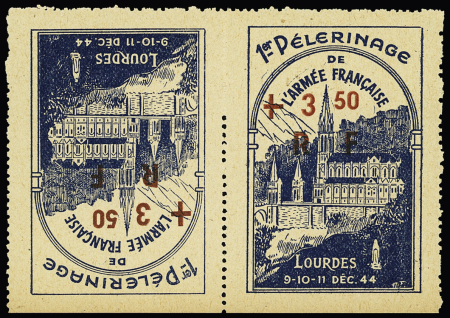 1er PÉLERINAGE
DE
L'ARMÉE FRANÇAISE
+ 3 50
R F
LOURDES
9-10-11 DÉC. 44
1er PÉLERINAGE
DE
L'ARMÉE FRANÇAISE
+ 3 50
R F
LOURDES
9-10-11 DÉC. 44